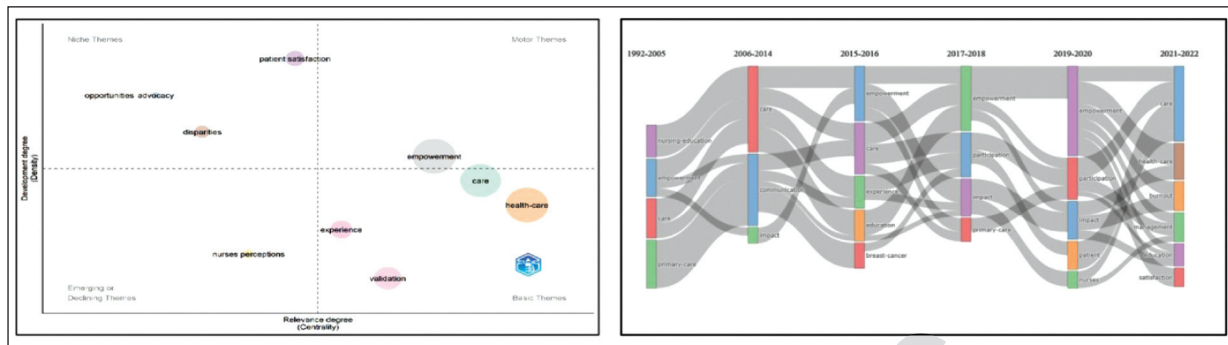 Niche Themes
Motor Themes
patient satisfaction
opportunities advocacy
disparities
empowerment
care
health-care
experience
nurses perceptions
validation
Emerging or
Declining Themes
Basic Themes
Development degree
(Density)
Relevance degree
(Centrality)
1992-2005
2006-2014
2015-2016
2017-2018
2019-2020
2021-2022
nursing-education
empowerment
care
primary-care
care
communication
impact
empowerment
care
experience
education
breast-cancer
empowerment
participation
impact
primary-care
empowerment
participation
impact
patient
nurses
care
health-care
burnout
management
education
satisfaction